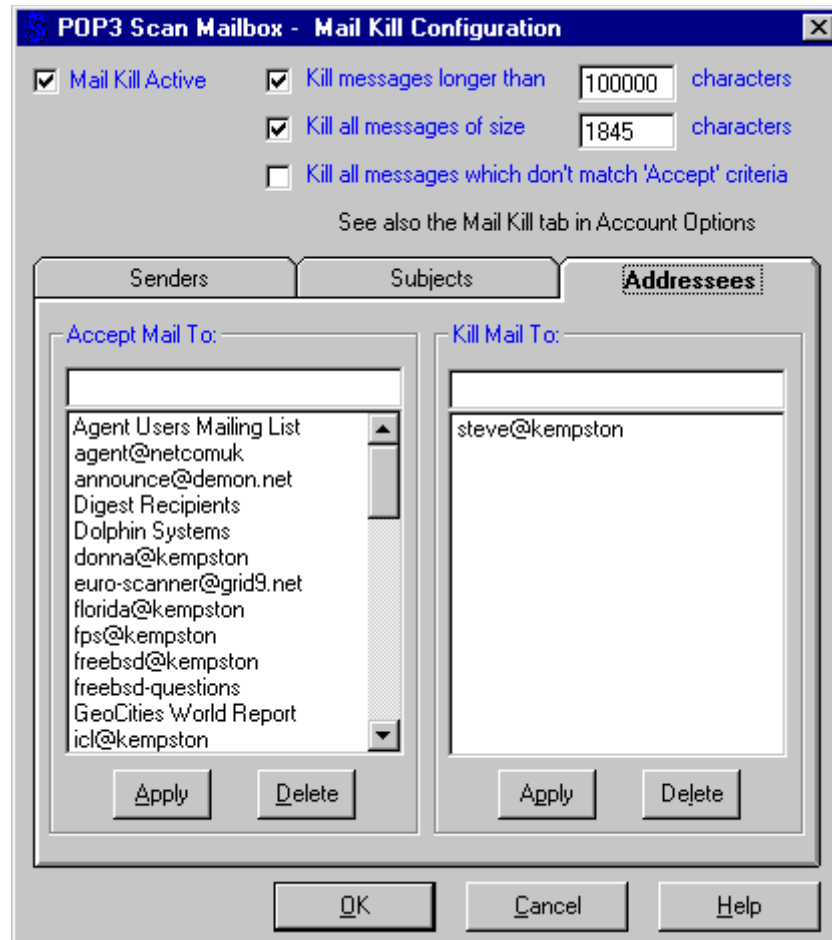 POP3 Scan Mailbox -  Mail Kill Configuration
Mail Kill Active
Kill messages longer than 100000 characters
Kill all messages of size 1845 characters
Kill all messages which don't match 'Accept' criteria
See also the Mail Kill tab in Account Options
Senders Subjects Addressees
Accept Mail To:
Agent Users Mailing List
agent@netcomuk
announce@demon.net
Digest Recipients
Dolphin Systems
donna@kempston
euro-scanner@grid9.net
florida@kempston
fps@kempston
freebsd@kempston
freebsd-questions
GeoCities World Report
icl@kempston
Apply Delete
Kill Mail To:
steve@kempston
Apply Delete
OK Cancel Help